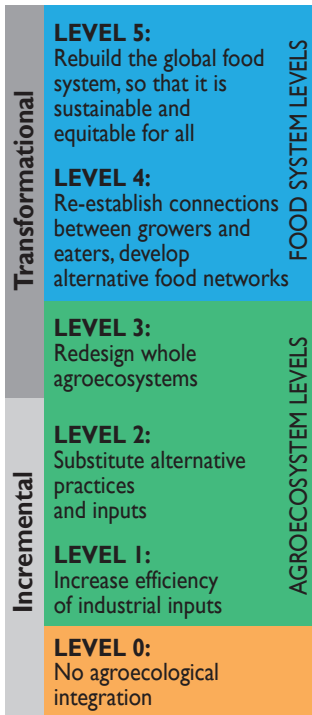 LEVEL 5:
Rebuild the global food
system, so that it is
sustainable and
equitable for all
LEVEL 4:
Re-establish connections
between growers and
eaters, develop
alternative food networks
LEVEL 3:
Redesign whole
agroecosystems
LEVEL 2:
Substitute alternative
practices
and inputs
LEVEL 1:
Increase efficiency
of industrial inputs
LEVEL 0:
No agroecological
integration
Transformational
Incremental
FOOD SYSTEM LEVELS
AGROECOSYSTEM LEVELS